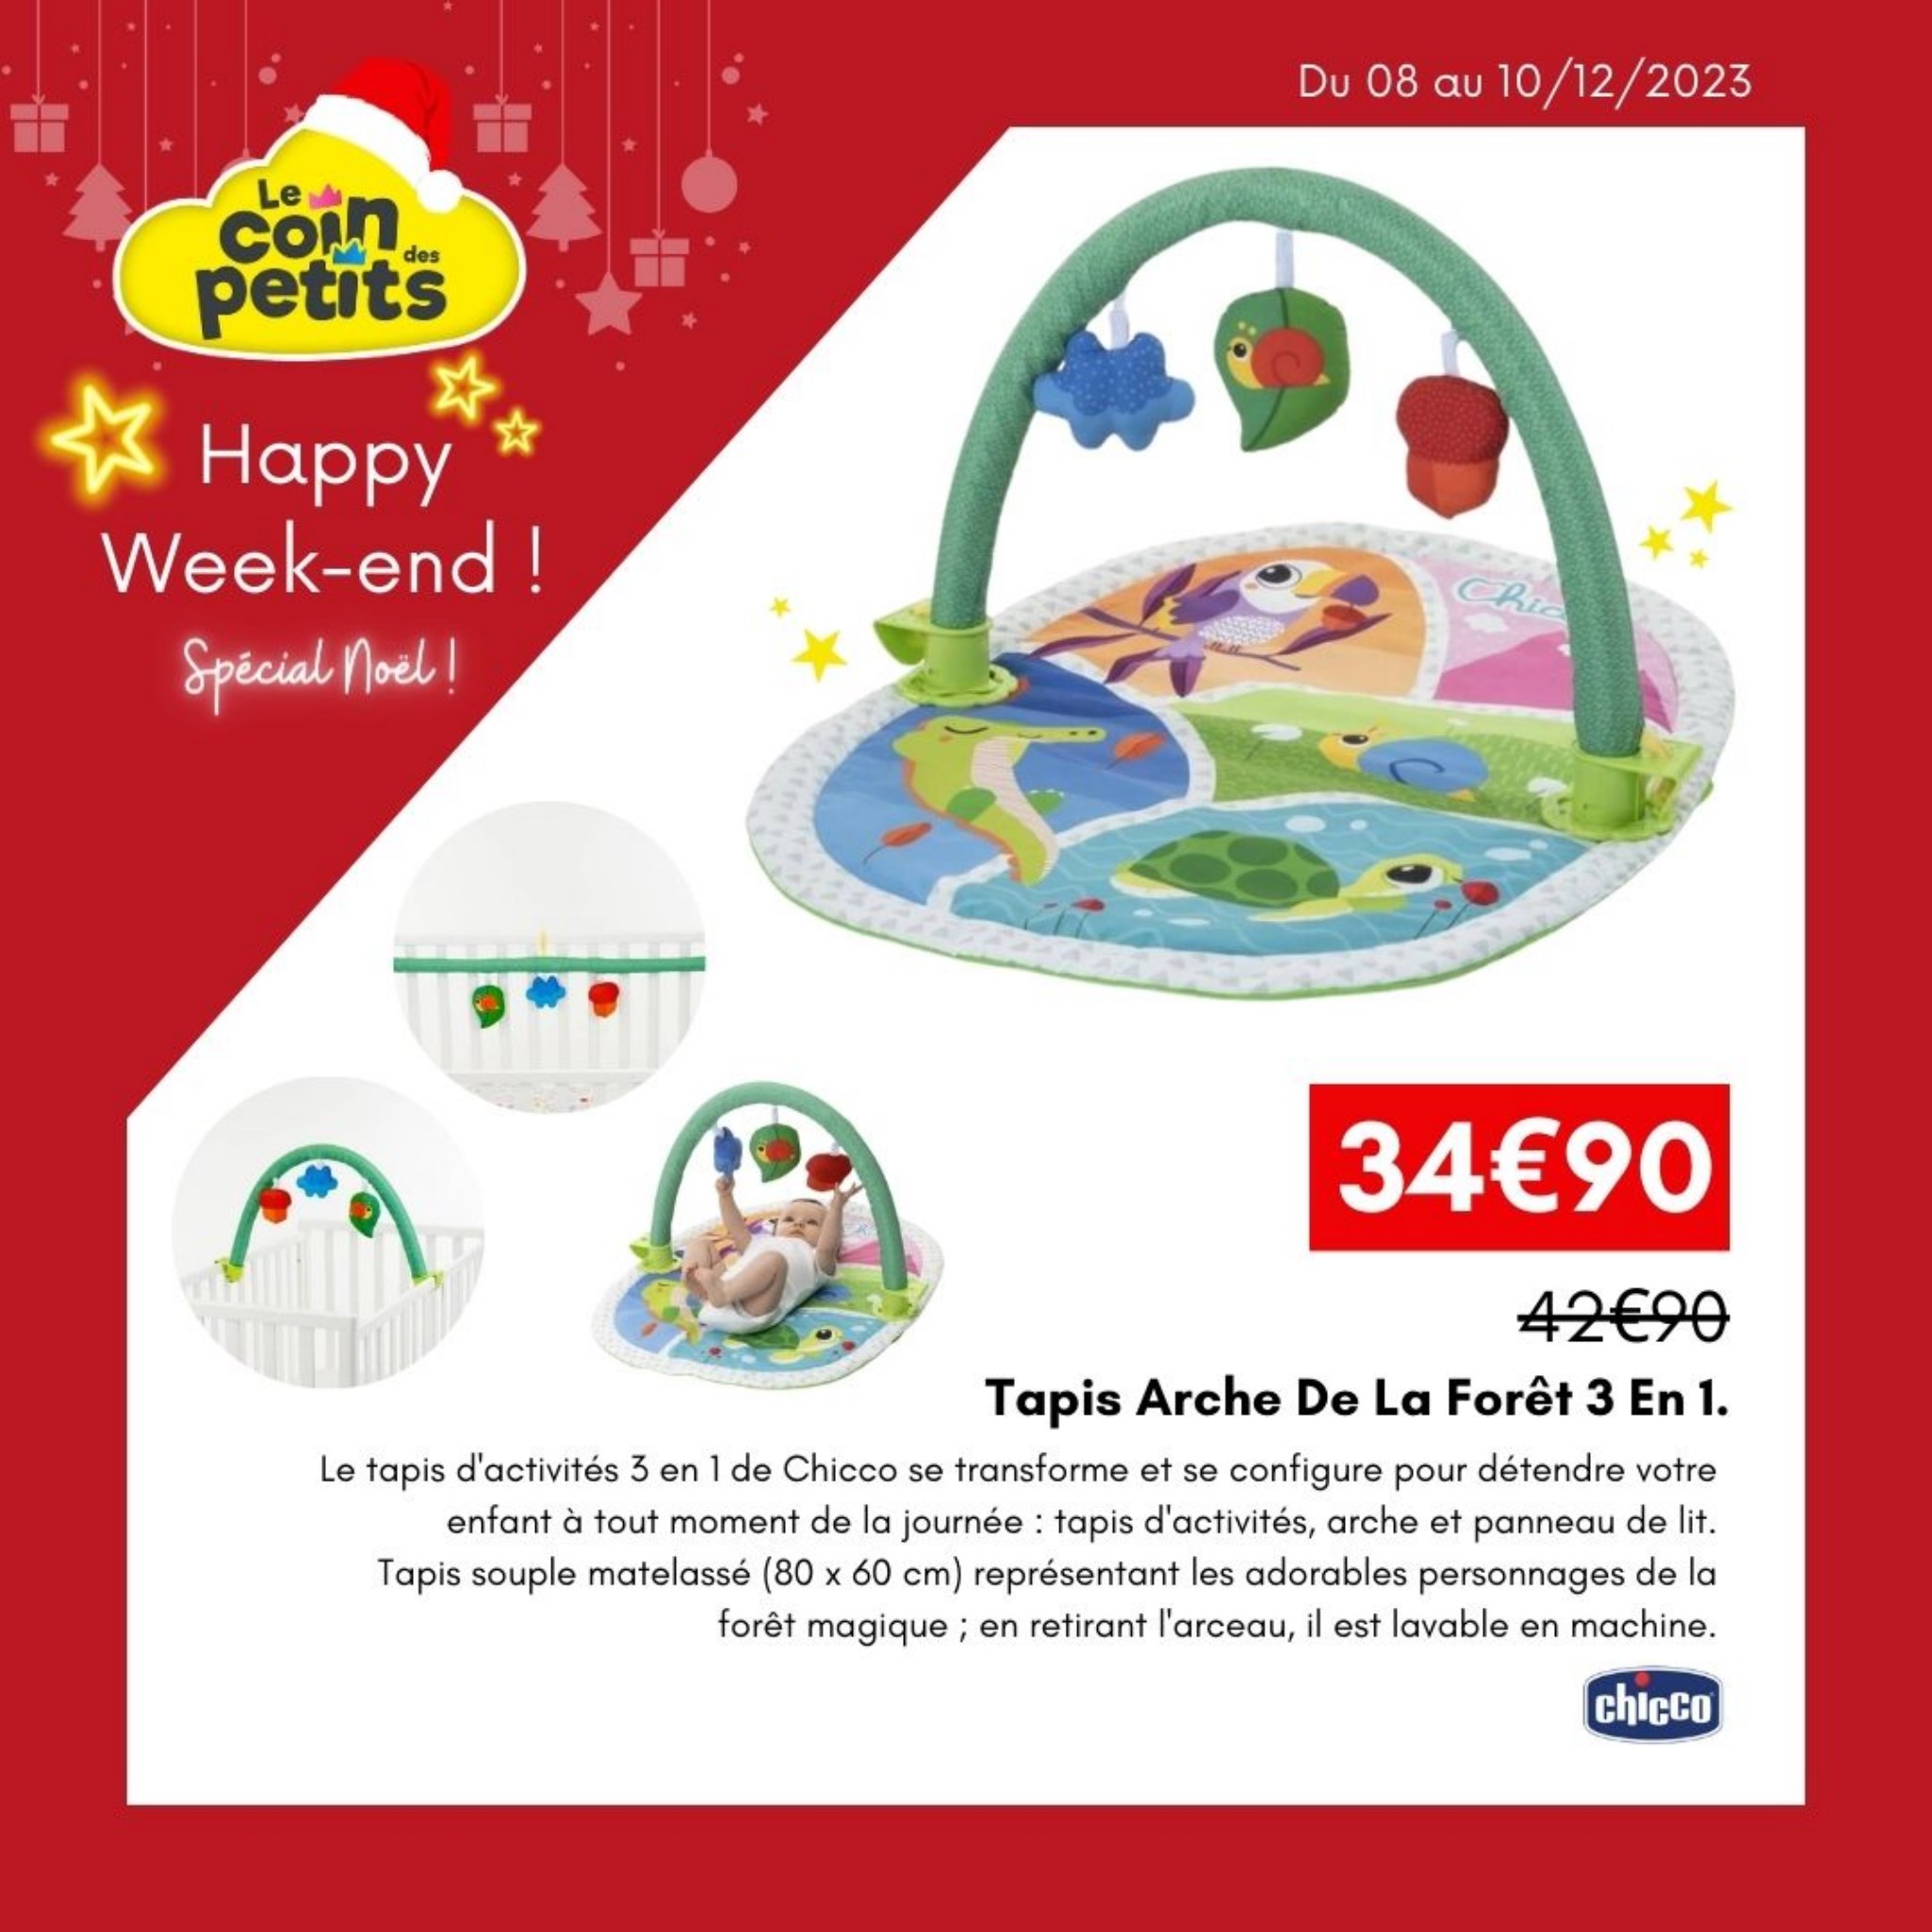 Du 08 au 10/12/2023
Le
coin
des
petits
Happy
Week-end !
Spécial Noël !
34€90
42€90
Tapis Arche De La Forêt 3 En 1.
Le tapis d'activités 3 en 1 de Chicco se transforme et se configure pour détendre votre
enfant à tout moment de la journée : tapis d'activités, arche et panneau de lit.
Tapis souple matelassé (80 x 60 cm) représentant les adorables personnages de la
forêt magique ; en retirant l'arceau, il est lavable en machine.
chicco